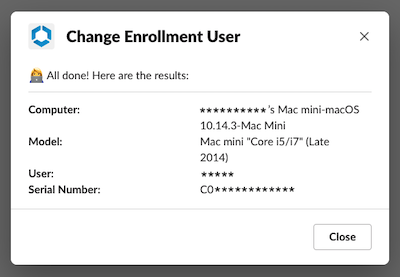 Change Enrollment User
All done! Here are the results:
Computer: **********'s Mac mini-macOS
10.14.3-Mac Mini
Model: Mac mini "Core i5/i7" (Late
2014)
User: *****
Serial Number: C0************
Close